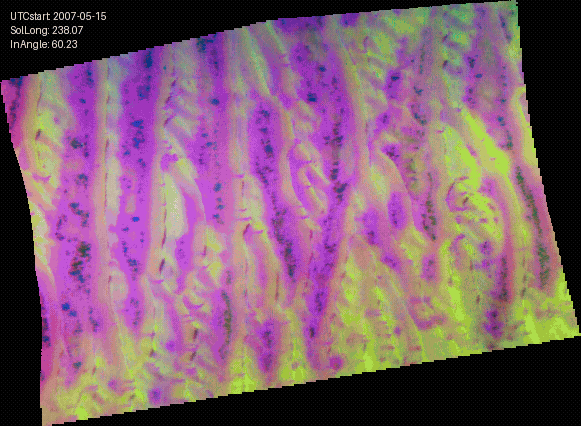 UTCstart: 2007-05-15
SolLong: 238.07
InAngle: 60.23